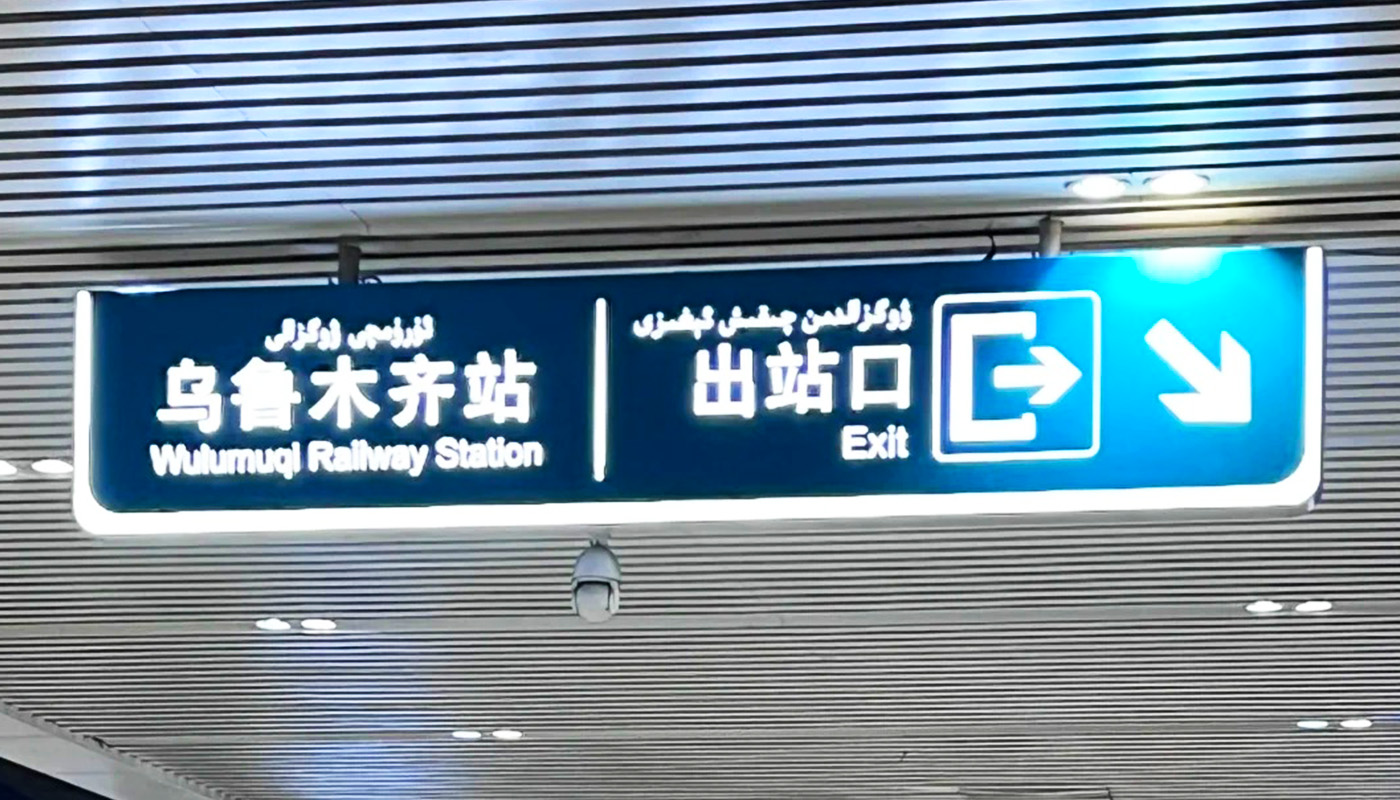 ئۈرۈمچى ۋوگزالى
乌鲁木齐站
Wulumuqi Railway Station
ۋوگزالدىن چىقىش ئېغىزى
出站口
Exit